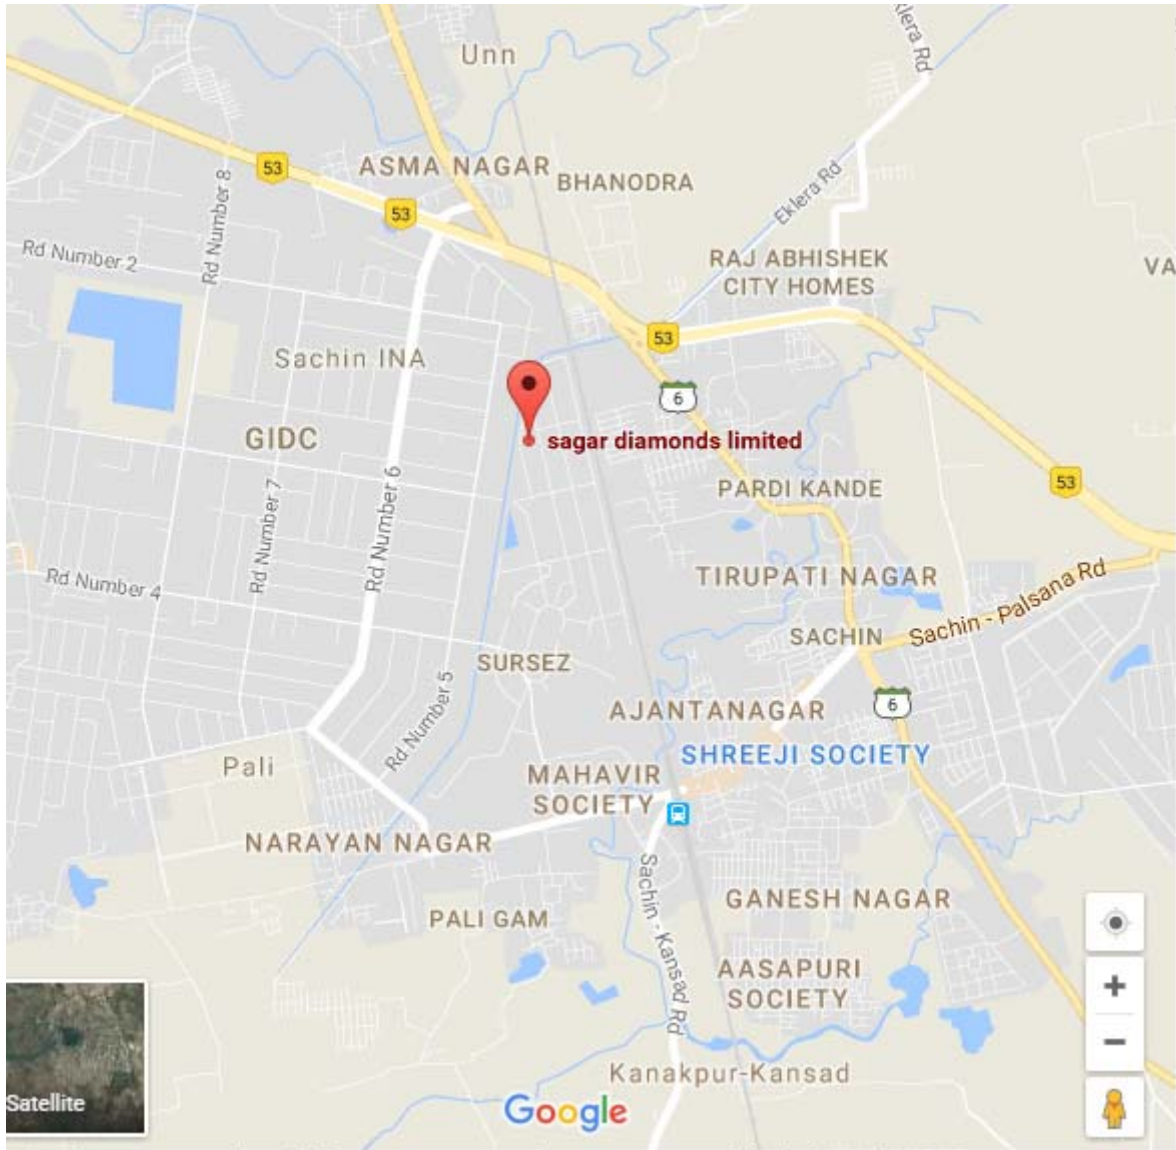 klera Rd
Unn
53
ASMA NAGAR
BHANODRA
Rd Number 8
Eklera Rd
53
Rd Number 2
RAJ ABHISHEK
CITY HOMES
VA
53
Sachin INA
6
GIDC
sagar diamonds limited
53
PARDI KANDE
Rd Number 7
Rd Number 6
Rd Number 4
TIRUPATI NAGAR
Sachin - Palsana Rd
SACHIN
SURSEZ
Rd Number 5
AJANTANAGAR
6
SHREEJI SOCIETY
Pali
MAHAVIR
SOCIETY
NARAYAN NAGAR
Sachin - Kansad Rd
GANESH NAGAR
PALI GAM
AASAPURI
SOCIETY
Kanakpur-Kansad
Satellite
Google